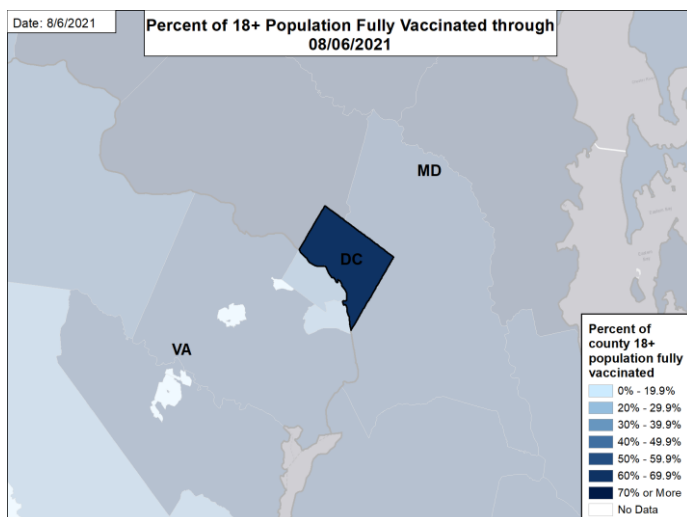 Date: 8/6/2021
Percent of 18+ Population Fully Vaccinated through
08/06/2021
MD
DC
VA
Percent of
county 18+
population fully
vaccinated
0% - 19.9%
20% - 29.9%
30% - 39.9%
40% - 49.9%
50% - 59.9%
60% - 69.9%
70% or More
No Data